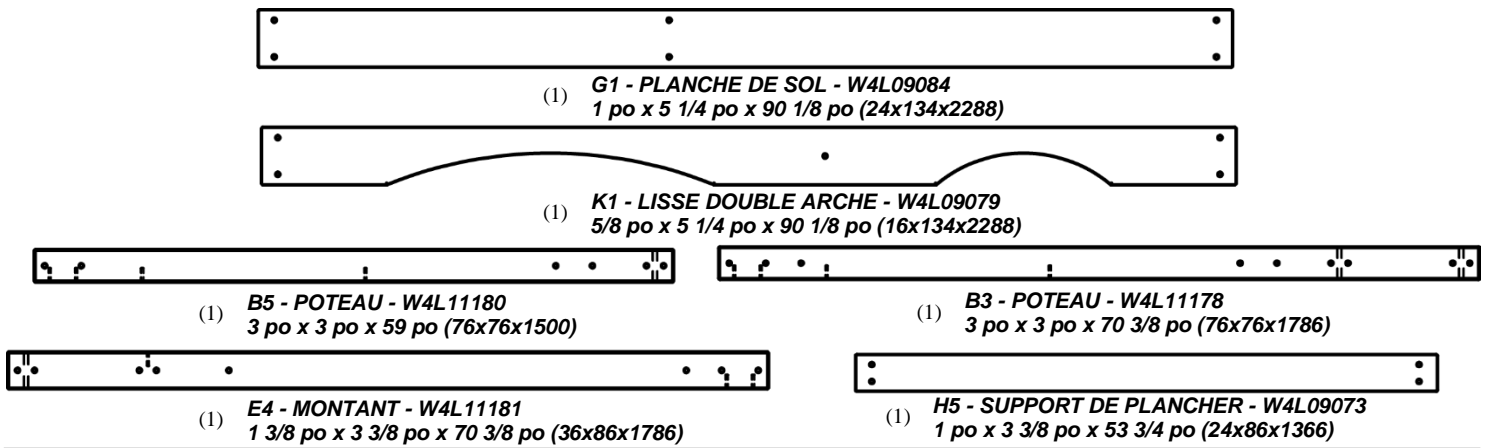 (1) G1 - PLANCHE DE SOL - W4L09084
1 po x 5 1/4 po x 90 1/8 po (24x134x2288)
(1) K1 - LISSE DOUBLE ARCHE - W4L09079
5/8 po x 5 1/4 po x 90 1/8 po (16x134x2288)
(1) B5 - POTEAU - W4L11180
3 po x 3 po x 59 po (76x76x1500)
(1) B3 - POTEAU - W4L11178
3 po x 3 po x 70 3/8 po (76x76x1786)
(1) E4 - MONTANT - W4L11181
1 3/8 po x 3 3/8 po x 70 3/8 po (36x86x1786)
(1) H5 - SUPPORT DE PLANCHER - W4L09073
1 po x 3 3/8 po x 53 3/4 po (24x86x1366)